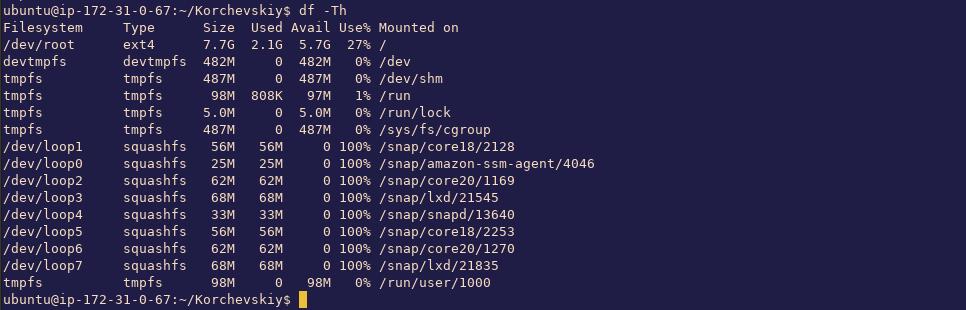 ubuntu@ip-172-31-0-67:~/Korchevskiy$ df -Th
Filesystem     Type      Size  Used Avail Use% Mounted on
/dev/root      ext4      7.7G  2.1G  5.7G  27% /
devtmpfs       devtmpfs  482M     0  482M   0% /dev
tmpfs          tmpfs     487M     0  487M   0% /dev/shm
tmpfs          tmpfs      98M  808K   97M   1% /run
tmpfs          tmpfs     5.0M     0  5.0M   0% /run/lock
tmpfs          tmpfs     487M     0  487M   0% /sys/fs/cgroup
/dev/loop1     squashfs   56M   56M     0 100% /snap/core18/2128
/dev/loop0     squashfs   25M   25M     0 100% /snap/amazon-ssm-agent/4046
/dev/loop2     squashfs   62M   62M     0 100% /snap/core20/1169
/dev/loop3     squashfs   68M   68M     0 100% /snap/lxd/21545
/dev/loop4     squashfs   33M   33M     0 100% /snap/snapd/13640
/dev/loop5     squashfs   56M   56M     0 100% /snap/core18/2253
/dev/loop6     squashfs   62M   62M     0 100% /snap/core20/1270
/dev/loop7     squashfs   68M   68M     0 100% /snap/lxd/21835
tmpfs          tmpfs      98M     0   98M   0% /run/user/1000
ubuntu@ip-172-31-0-67:~/Korchevskiy$